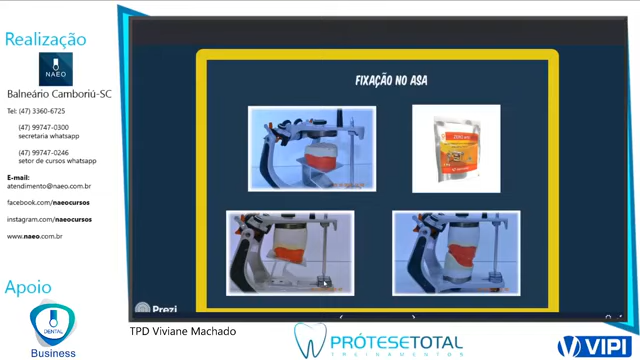 Realização
NAEO
Balneário Camboriú-SC
Tel: (47) 3360-6725
(47) 99747-0300
secretaria whatsapp
(47) 99747-0246
setor de cursos whatsapp
E-mail:
atendimento@naeo.com.br
facebook.com/naeocursos
instagram.com/naeocursos
www.naeo.com.br
Apoio
DENTAL
Business
FIXAÇÃO NO ASA
Prezi
TPD Viviane Machado
PRÓTESETOTAL
TREINAMENTOS
VIPI